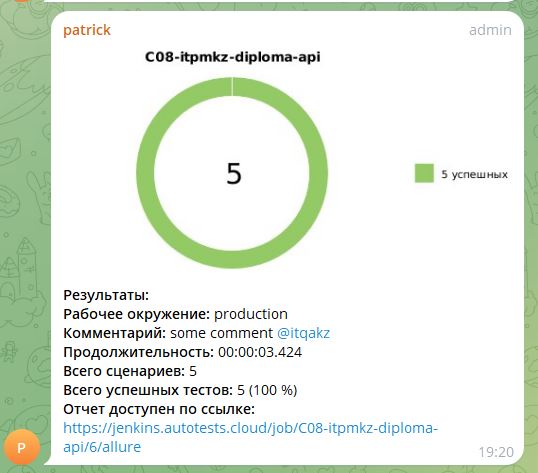 patrick admin
C08-itpmkz-diploma-api
5
5 успешных
Результаты:
Рабочее окружение: production
Комментарий: some comment @itqakz
Продолжительность: 00:00:03.424
Всего сценариев: 5
Всего успешных тестов: 5 (100 %)
Отчет доступен по ссылке:
https://jenkins.autotests.cloud/job/C08-itpmkz-diploma-
api/6/allure
P
19:20